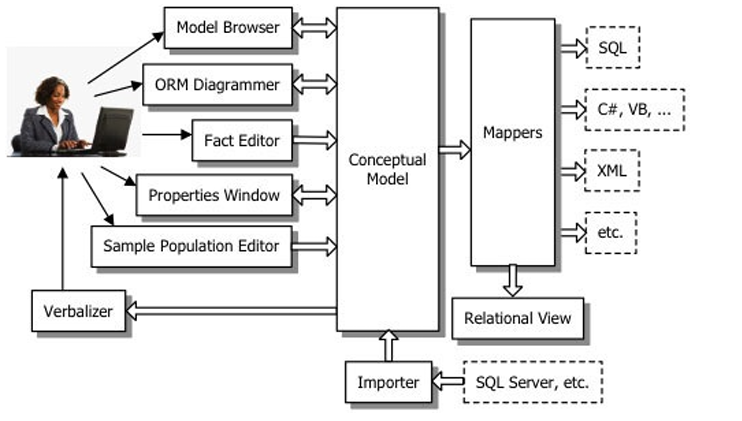 Model Browser
ORM Diagrammer
Fact Editor
Properties Window
Sample Population Editor
Verbalizer
Conceptual
Model
Importer
Mappers
SQL
C#, VB, ...
XML
etc.
Relational View
SQL Server, etc.